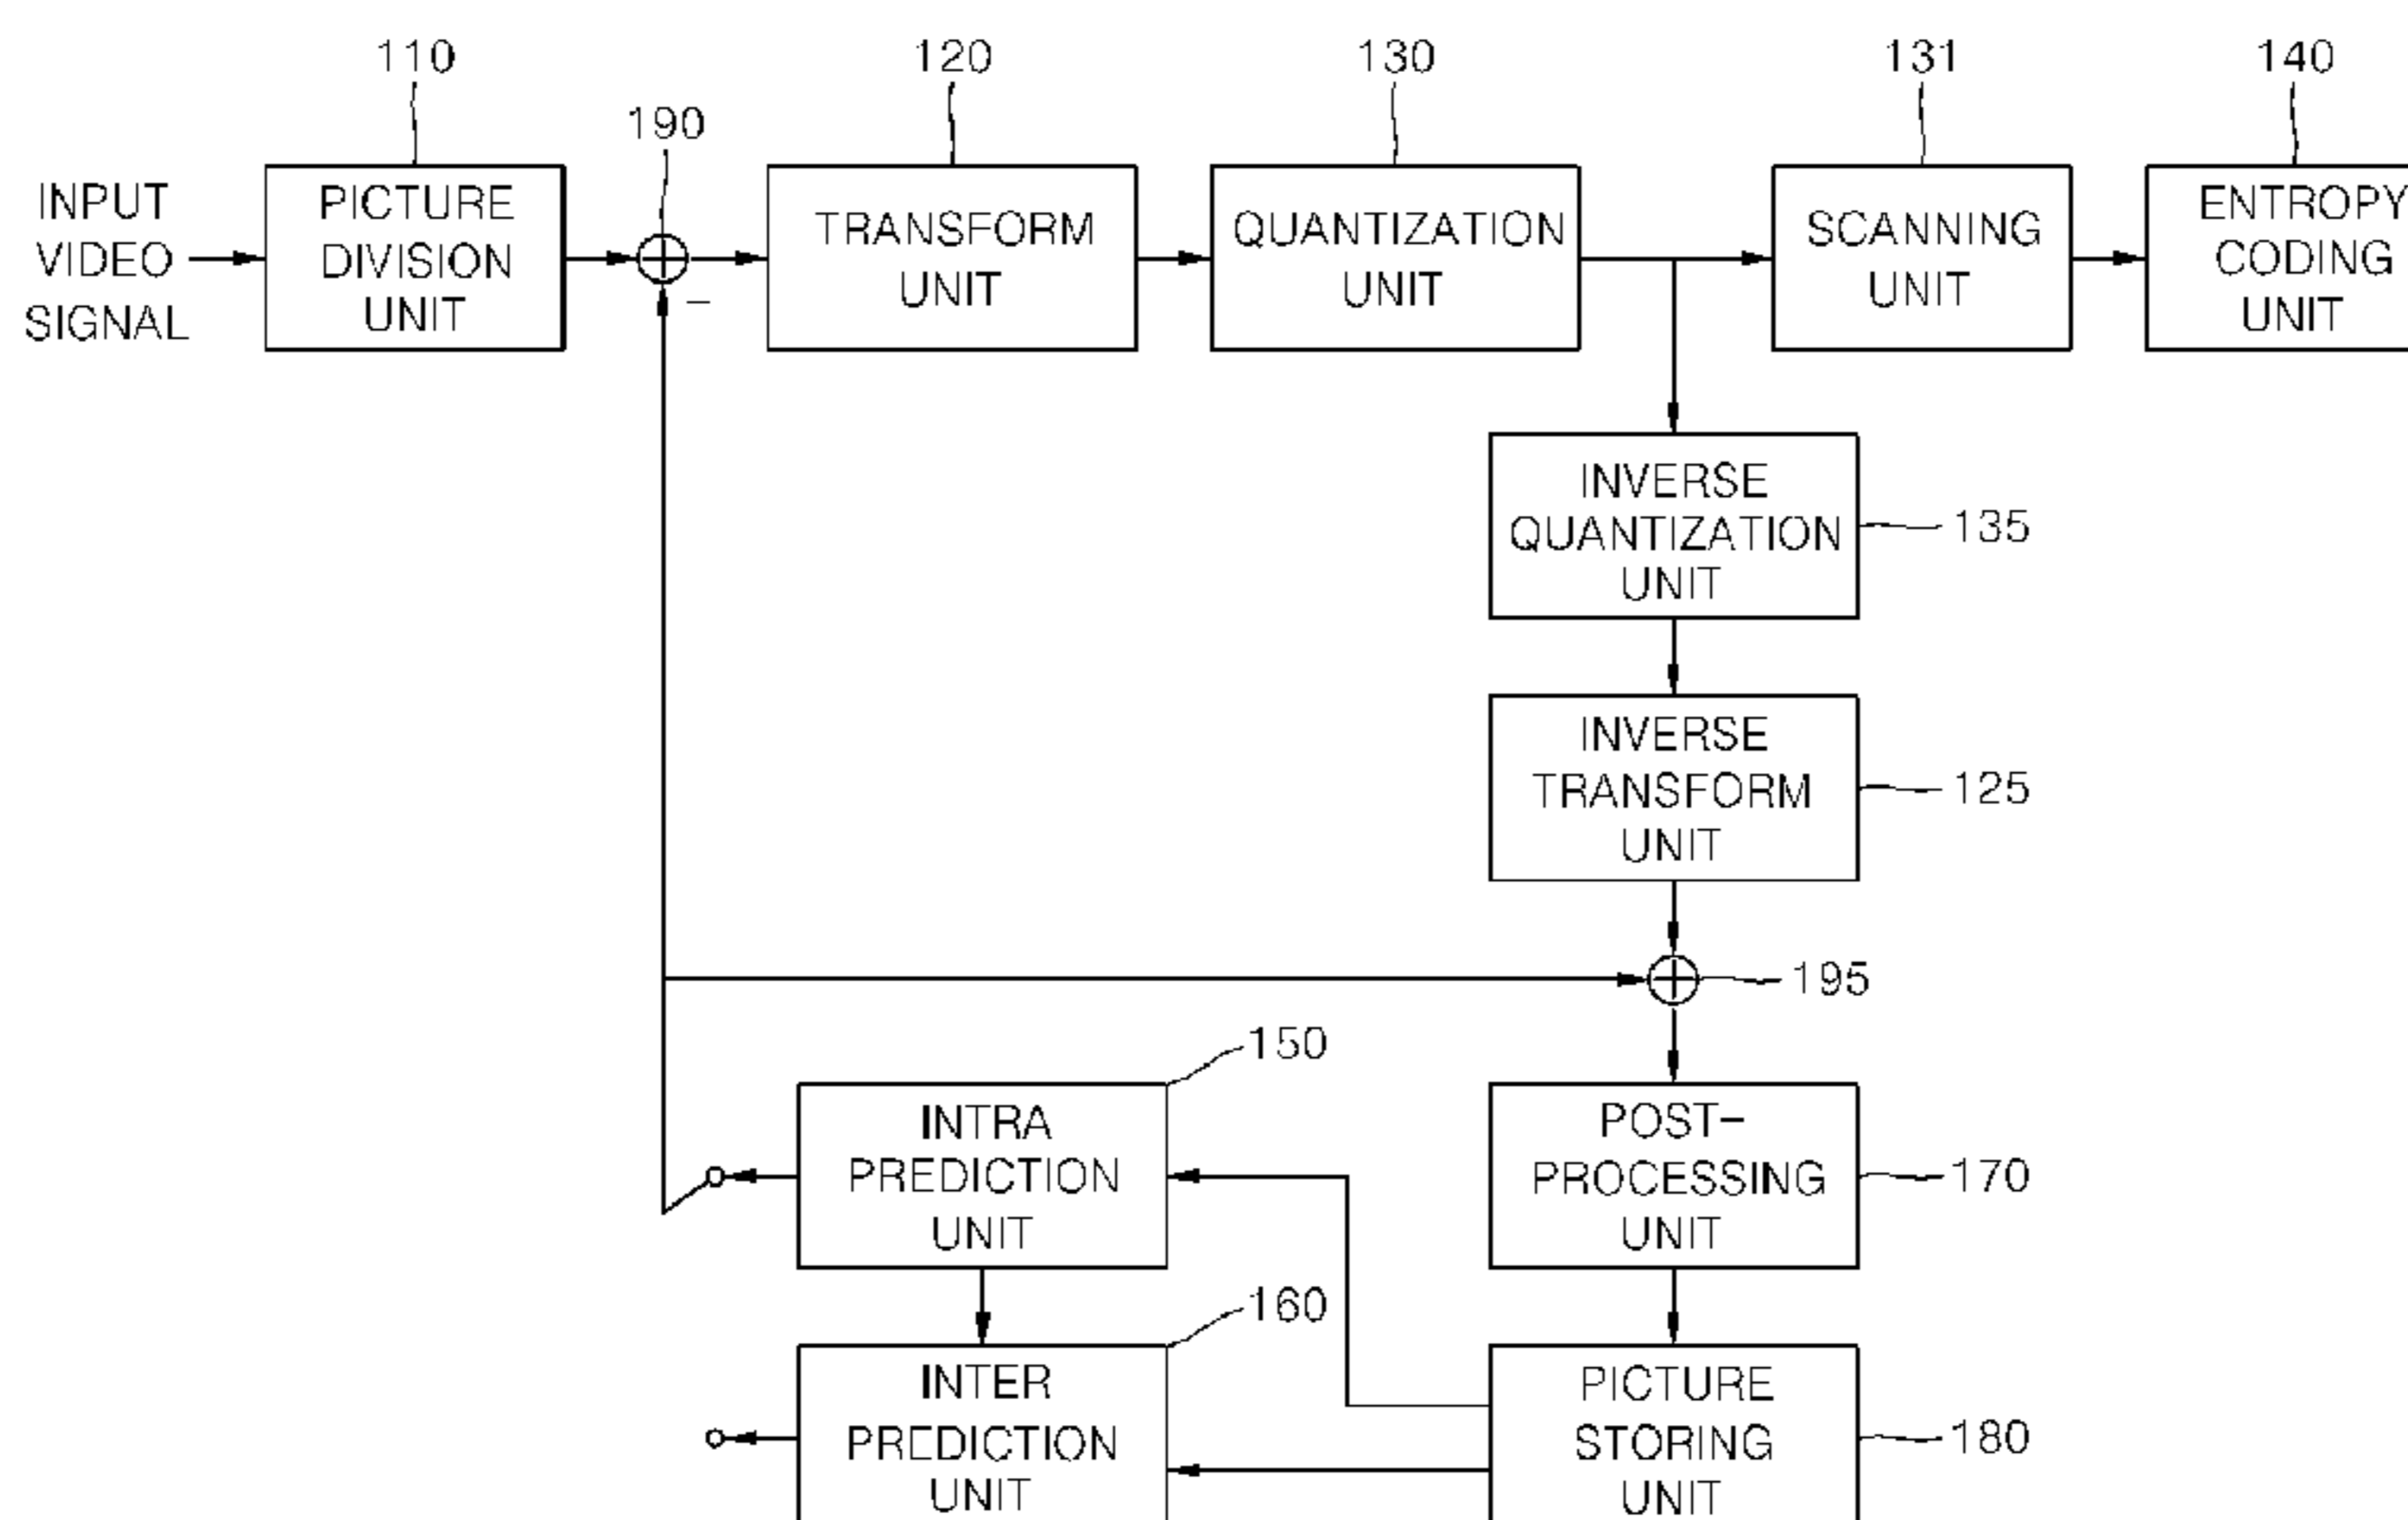 110
120
130
131
140
190
INPUT
VIDEO
SIGNAL
PICTURE
DIVISION
UNIT
TRANSFORM
UNIT
QUANTIZATION
UNIT
SCANNING
UNIT
ENTROPY
CODING
UNIT
–
INVERSE
QUANTIZATION
UNIT
135
INVERSE
TRANSFORM
UNIT
125
195
150
INTRA
PREDICTION
UNIT
POST–
PROCESSING
UNIT
170
160
INTER
PREDICTION
UNIT
PICTURE
STORING
UNIT
180